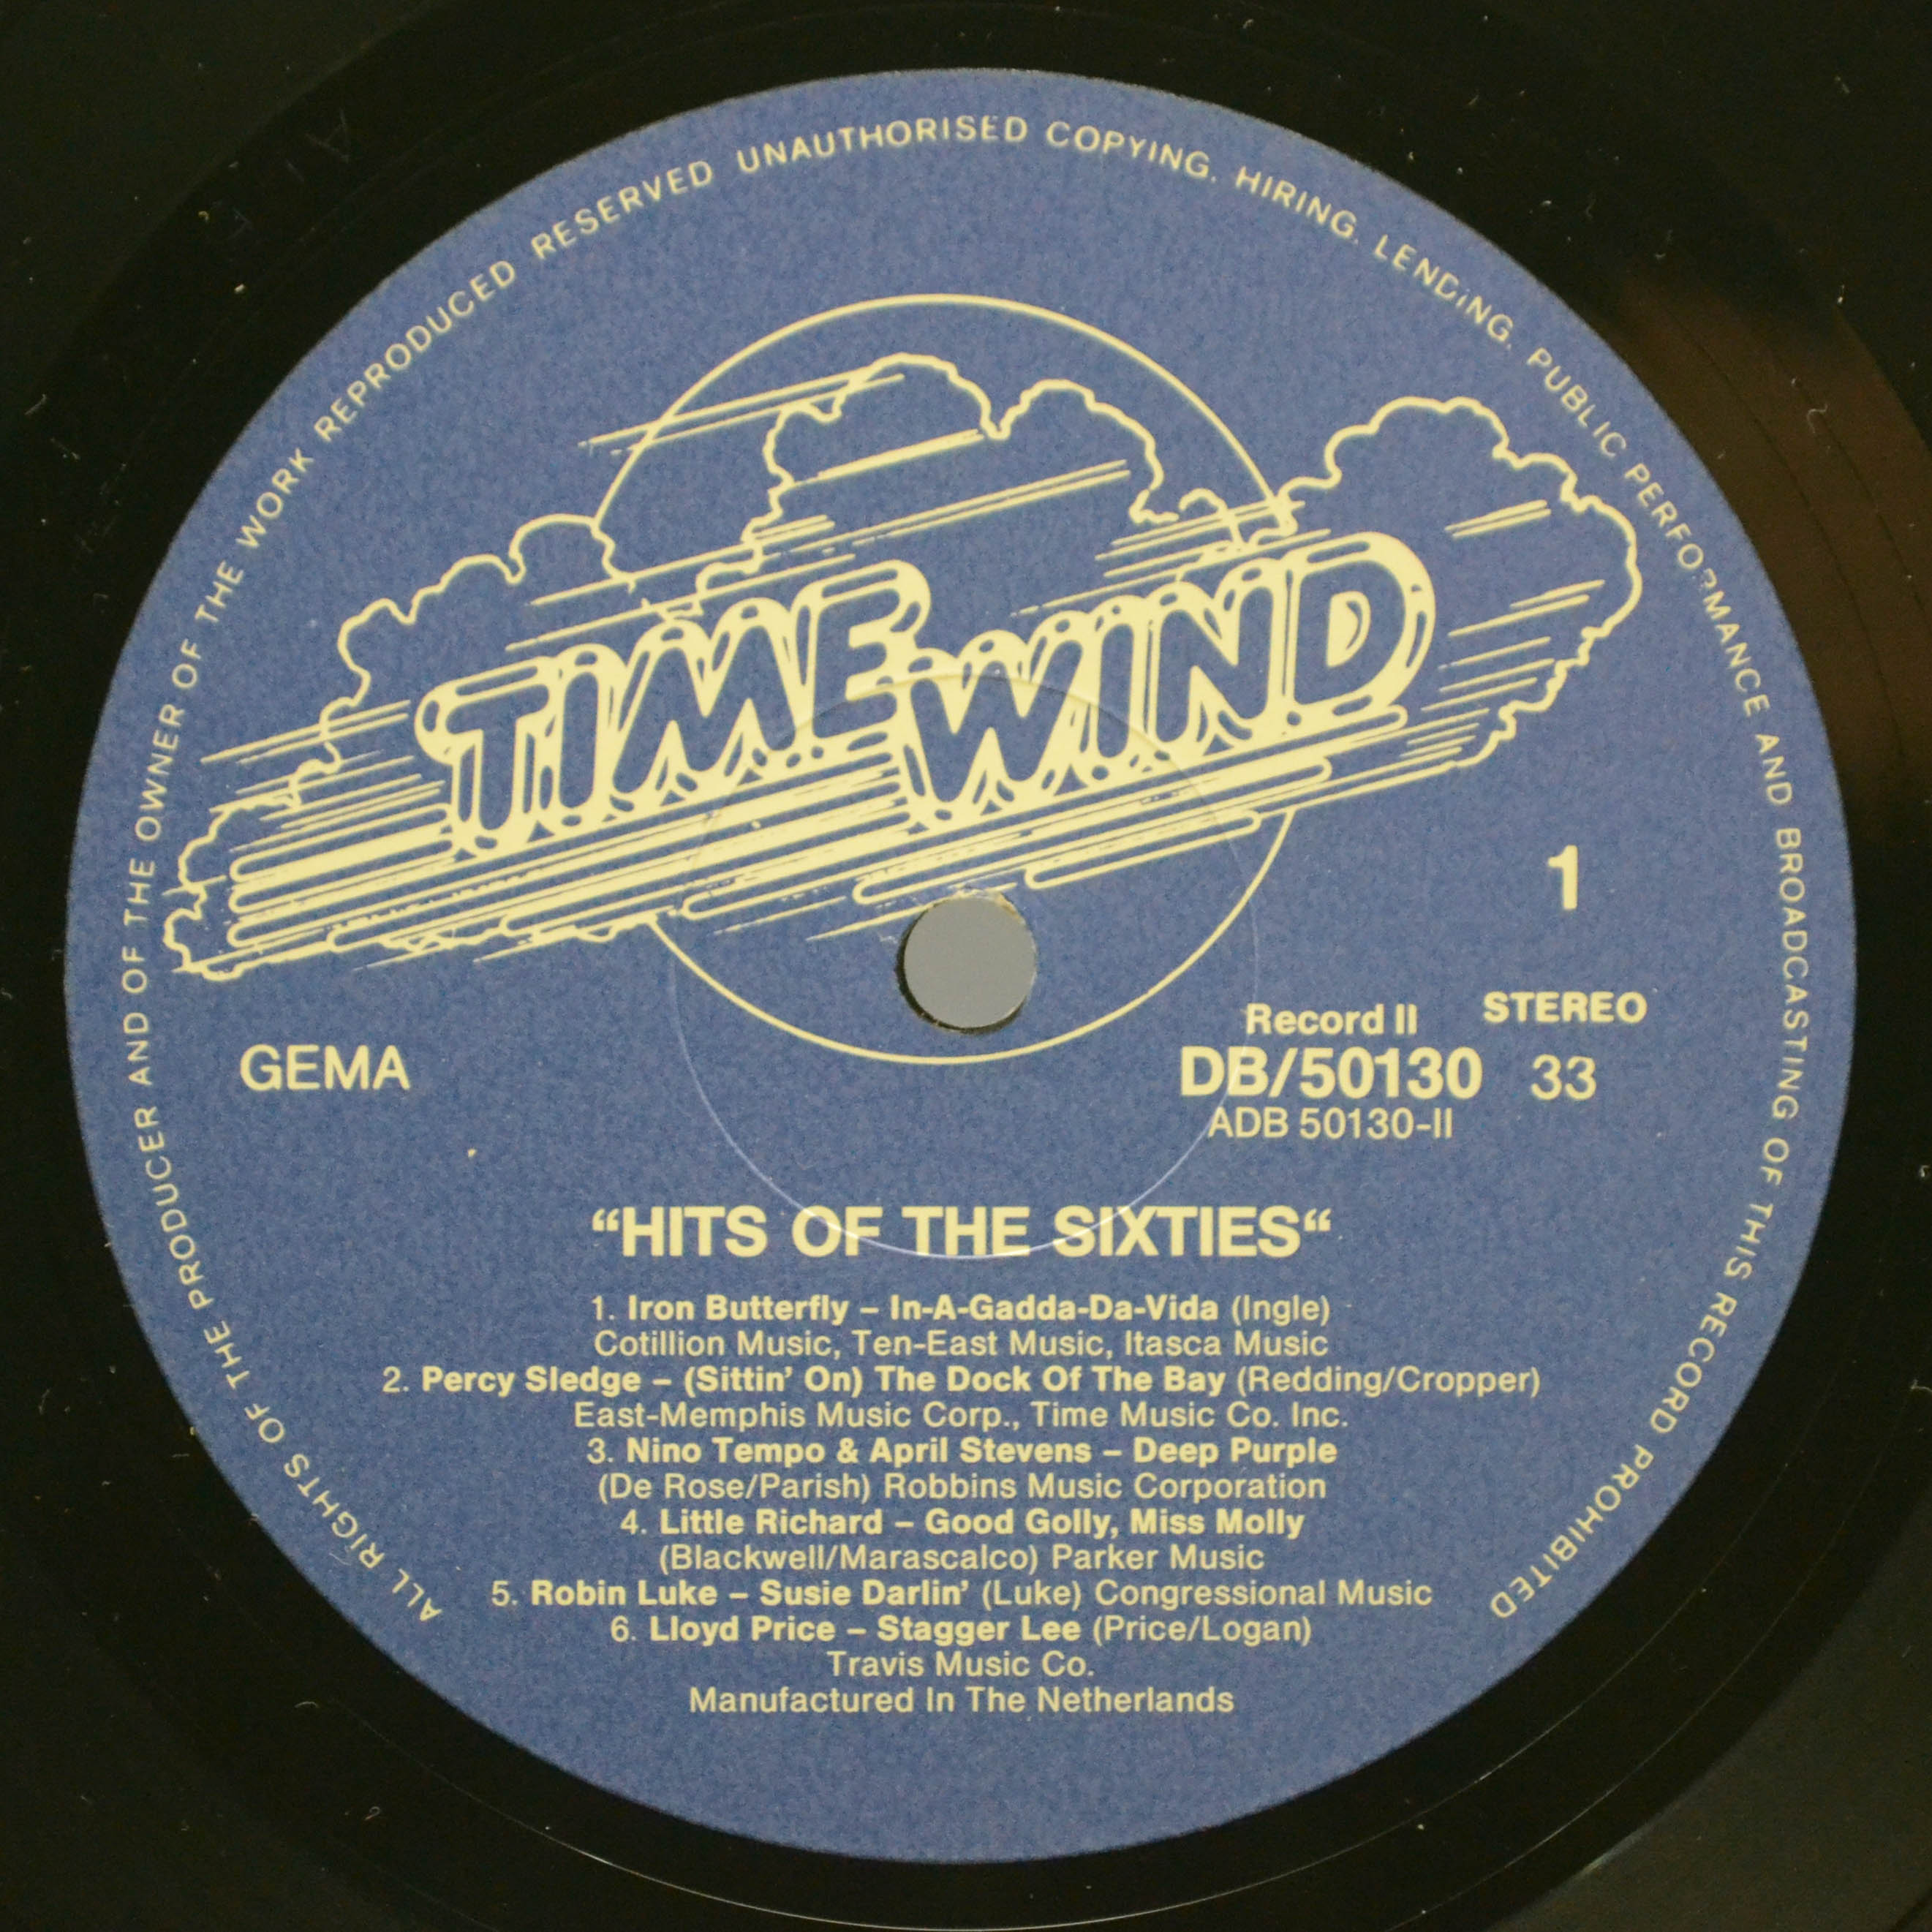 ALL RIGHTS OF THE PRODUCER AND OF THE OWNER OF THE WORK REPRODUCED RESERVED UNAUTHORISED COPYING, HIRING, LENDING, PUBLIC PERFORMANCE AND BROADCASTING OF THIS RECORD PROHIBITED
TIMEWIND
1
Record II STEREO
GEMA DB/50130 33
ADB 50130-II
“HITS OF THE SIXTIES“
1. Iron Butterfly – In-A-Gadda-Da-Vida (Ingle)
Cotillion Music, Ten-East Music, Itasca Music
2. Percy Sledge – (Sittin’ On) The Dock Of The Bay (Redding/Cropper)
East-Memphis Music Corp., Time Music Co. Inc.
3. Nino Tempo & April Stevens – Deep Purple
(De Rose/Parish) Robbins Music Corporation
4. Little Richard – Good Golly, Miss Molly
(Blackwell/Marascalco) Parker Music
5. Robin Luke – Susie Darlin’ (Luke) Congressional Music
6. Lloyd Price – Stagger Lee (Price/Logan)
Travis Music Co.
Manufactured In The Netherlands